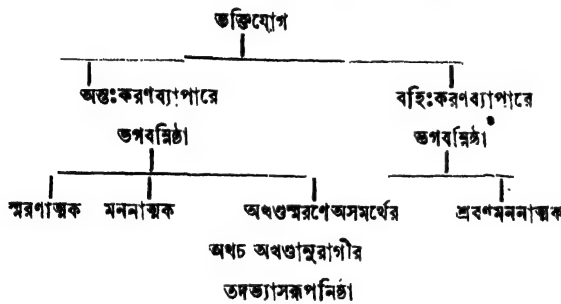 ভক্তিযোগ
অন্তঃকরণব্যাপারে বহিঃকরণব্যাপারে
ভগবন্নিষ্ঠা ভগবন্নিষ্ঠা
স্মরণাত্মক মননাত্মক অখণ্ডস্মরণেঅসমর্থের শ্রবণমননাত্মক
অথচ অখণ্ডানুরাগীর
তদভ্যাসরূপনিষ্ঠা